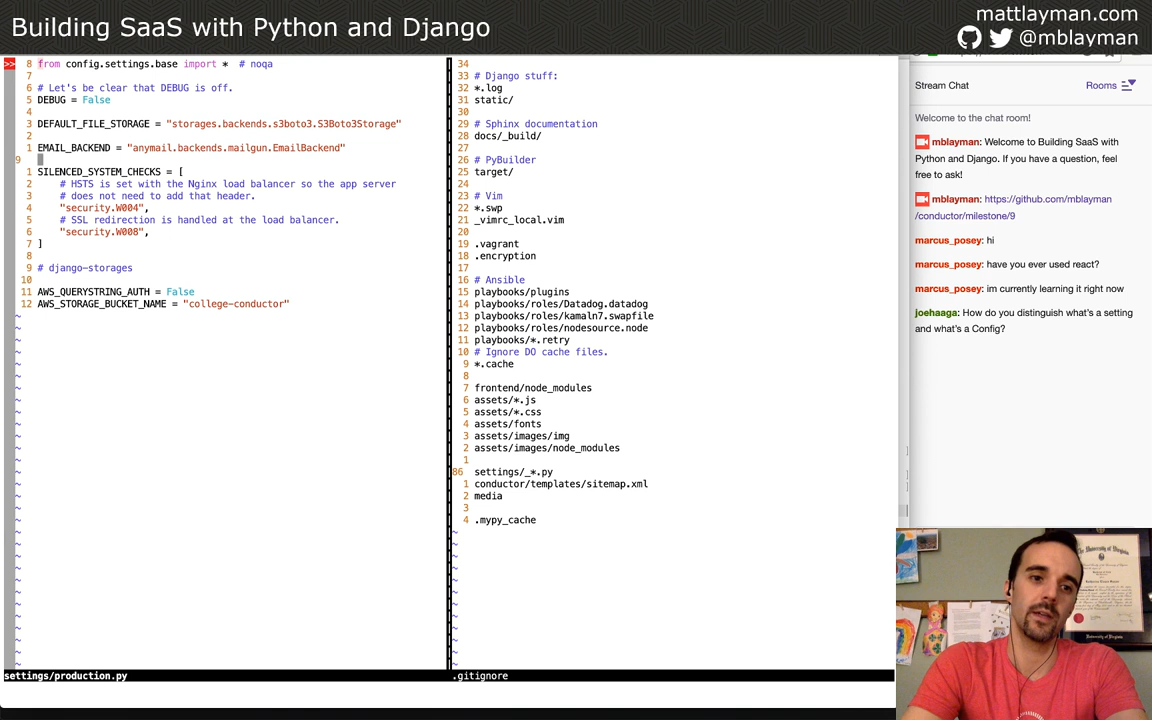 Building SaaS with Python and Django
mattlayman.com
@mblayman
>> 8 from config.settings.base import *  # noqa
7
6 # Let's be clear that DEBUG is off.
5 DEBUG = False
4
3 DEFAULT_FILE_STORAGE = "storages.backends.s3boto3.S3Boto3Storage"
2
1 EMAIL_BACKEND = "anymail.backends.mailgun.EmailBackend"
9
1 SILENCED_SYSTEM_CHECKS = [
2     # HSTS is set with the Nginx load balancer so the app server
3     # does not need to add that header.
4     "security.W004",
5     # SSL redirection is handled at the load balancer.
6     "security.W008",
7 ]
8
9 # django-storages
10
11 AWS_QUERYSTRING_AUTH = False
12 AWS_STORAGE_BUCKET_NAME = "college-conductor"
settings/production.py
34
33 # Django stuff:
32 *.log
31 static/
30
29 # Sphinx documentation
28 docs/_build/
27
26 # PyBuilder
25 target/
24
23 # Vim
22 *.swp
21 _vimrc_local.vim
20
19 .vagrant
18 .encryption
17
16 # Ansible
15 playbooks/plugins
14 playbooks/roles/Datadog.datadog
13 playbooks/roles/kamaln7.swapfile
12 playbooks/roles/nodesource.node
11 playbooks/*.retry
10 # Ignore DO cache files.
9 *.cache
8
7 frontend/node_modules
6 assets/*.js
5 assets/*.css
4 assets/fonts
3 assets/images/img
2 assets/images/node_modules
1
86 settings/_*.py
1 conductor/templates/sitemap.xml
2 media
3
4 .mypy_cache
.gitignore
Stream Chat
Rooms
Welcome to the chat room!
mblayman: Welcome to Building SaaS with
Python and Django. If you have a question, feel
free to ask!
mblayman: https://github.com/mblayman
/conductor/milestone/9
marcus_posey: hi
marcus_posey: have you ever used react?
marcus_posey: im currently learning it right now
joehaaga: How do you distinguish what's a setting
and what's a Config?
The University of Virginia